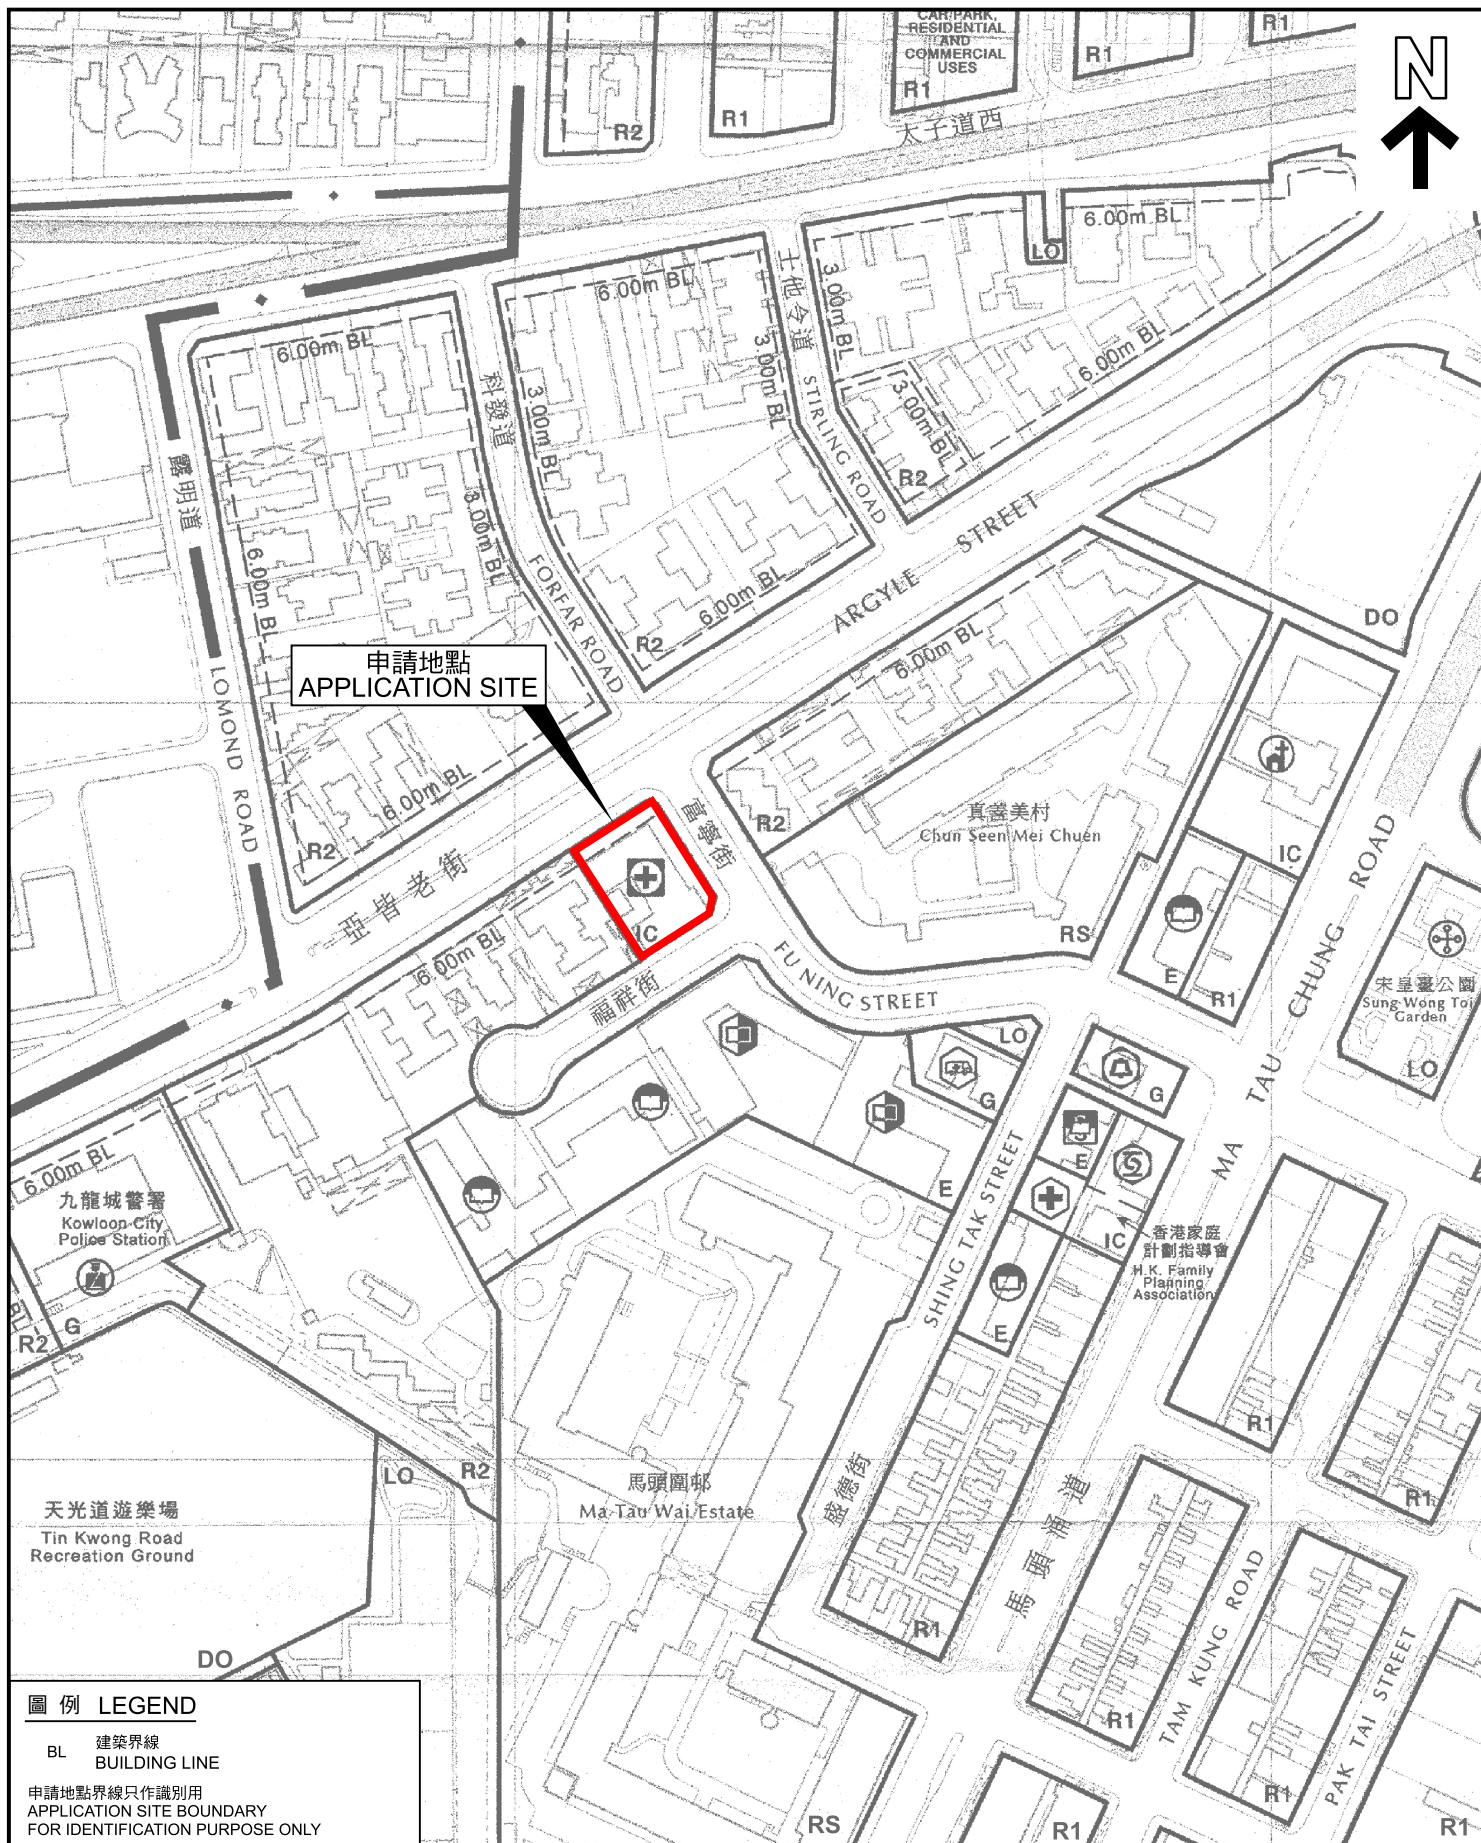 CAR PARK,
RESIDENTIAL
AND
COMMERCIAL
USES
R1
R1
R1
R1
R2
N
太子道西
6.00m BL
LO
6.00m BL
士他令道
3.00m BL
3.00m BL
6.00m BL
6.00m BL
科發道
3.00m BL
STIRLING ROAD
3.00m BL
R2
露明道
3.00m BL
6.00m BL
FORFAR ROAD
6.00m BL
R2
ARGYLE STREET
DO
申請地點
APPLICATION SITE
6.00m BL
LOMOND ROAD
6.00m BL
R2
亞皆老街
富寧街
R2
真善美村
Chun Seen Mei Chuen
IC
RS
E
R1
IC
6.00m BL
福祥街
FU NING STREET
宋皇臺公園
Sung Wong Toi
Garden
LO
LO
G
G
MA TAU CHUNG ROAD
E
E
SHING TAK STREET
IC
香港家庭
計劃指導會
H.K. Family
Planning
Association
E
6.00m BL
九龍城警署
Kowloon City
Police Station
G
R2
BL
R1
R1
LO
R2
天光道遊樂場
Tin Kwong Road
Recreation Ground
DO
馬頭圍邨
Ma Tau Wai Estate
盛德街
馬頭涌道
R1
R1
TAM KUNG ROAD
R1
PAK TAI STREET
RS
R1
R1
圖例 LEGEND
BL 建築界線
BUILDING LINE
申請地點界線只作識別用
APPLICATION SITE BOUNDARY
FOR IDENTIFICATION PURPOSE ONLY